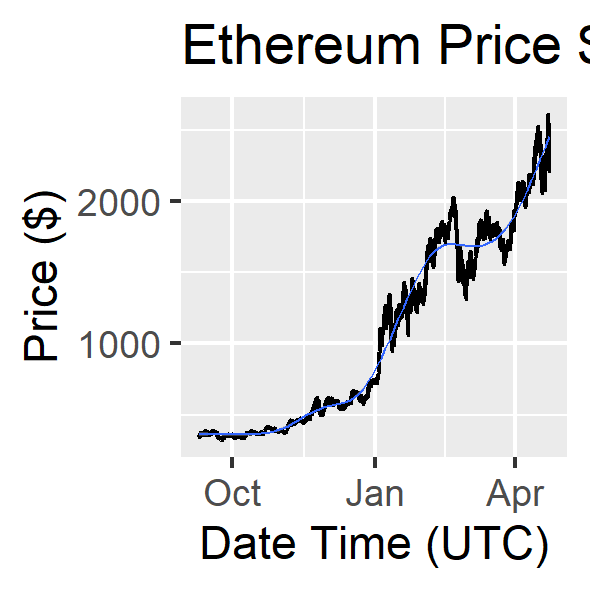 Ethereum Price
Price ($)
2000
1000
Oct Jan Apr
Date Time (UTC)